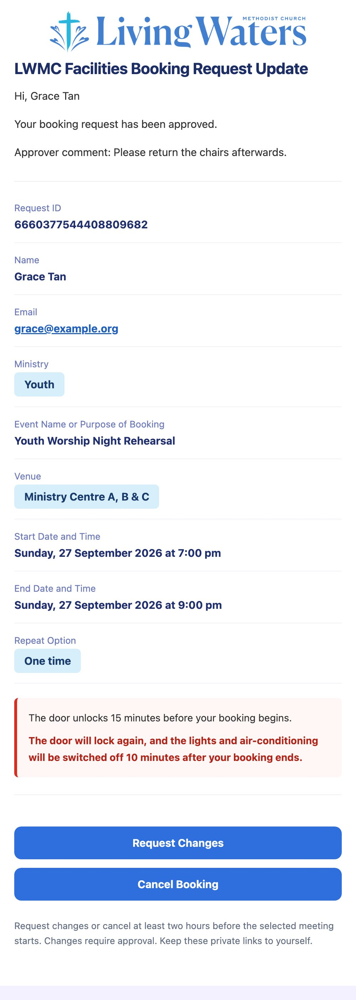 Living Waters
METHODIST CHURCH
LWMC Facilities Booking Request Update
Hi, Grace Tan
Your booking request has been approved.
Approver comment: Please return the chairs afterwards.
Request ID
6660377544408809682
Name
Grace Tan
Email
grace@example.org
Ministry
Youth
Event Name or Purpose of Booking
Youth Worship Night Rehearsal
Venue
Ministry Centre A, B & C
Start Date and Time
Sunday, 27 September 2026 at 7:00 pm
End Date and Time
Sunday, 27 September 2026 at 9:00 pm
Repeat Option
One time
The door unlocks 15 minutes before your booking begins.
The door will lock again, and the lights and air-conditioning
will be switched off 10 minutes after your booking ends.
Request Changes
Cancel Booking
Request changes or cancel at least two hours before the selected meeting
starts. Changes require approval. Keep these private links to yourself.